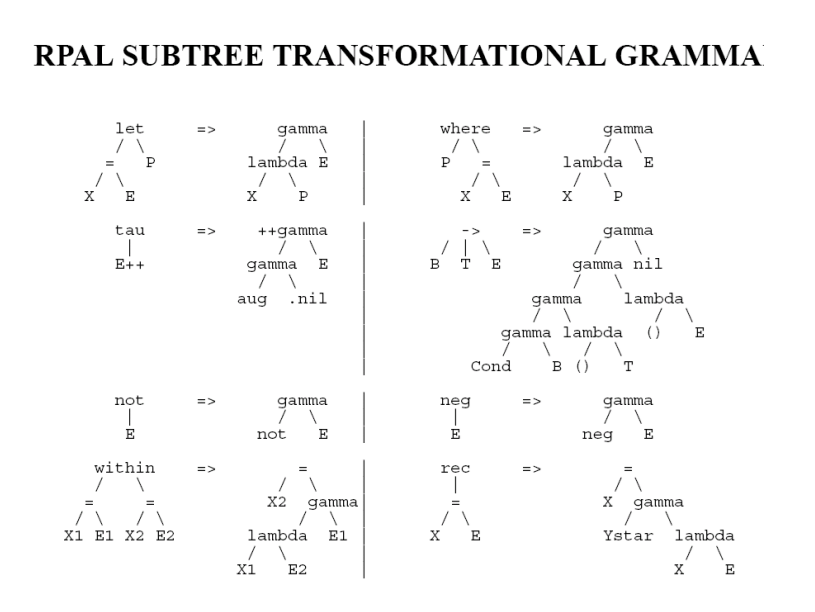 RPAL SUBTREE TRANSFORMATIONAL GRAMMA
let => gamma | where => gamma
/ \ / \ | / \ / \
= P lambda E | P = lambda E
/ \ / \ | / \ / \
X E X P | X E X P
tau => ++gamma | -> => gamma
| / \ | / | \ / \
E++ gamma E | B T E gamma nil
/ \ | / \
aug .nil | gamma lambda
| / \ / \
| gamma lambda () E
| / \ / \
| Cond B () T
not => gamma | neg => gamma
| / \ | | / \
E not E | E neg E
within => = | rec => =
/ \ / \ | | / \
= = X2 gamma| = X gamma
/ \ / \ / \ | / \ / \
X1 E1 X2 E2 lambda E1 | X E Ystar lambda
/ \ | / \
X1 E2 | X E